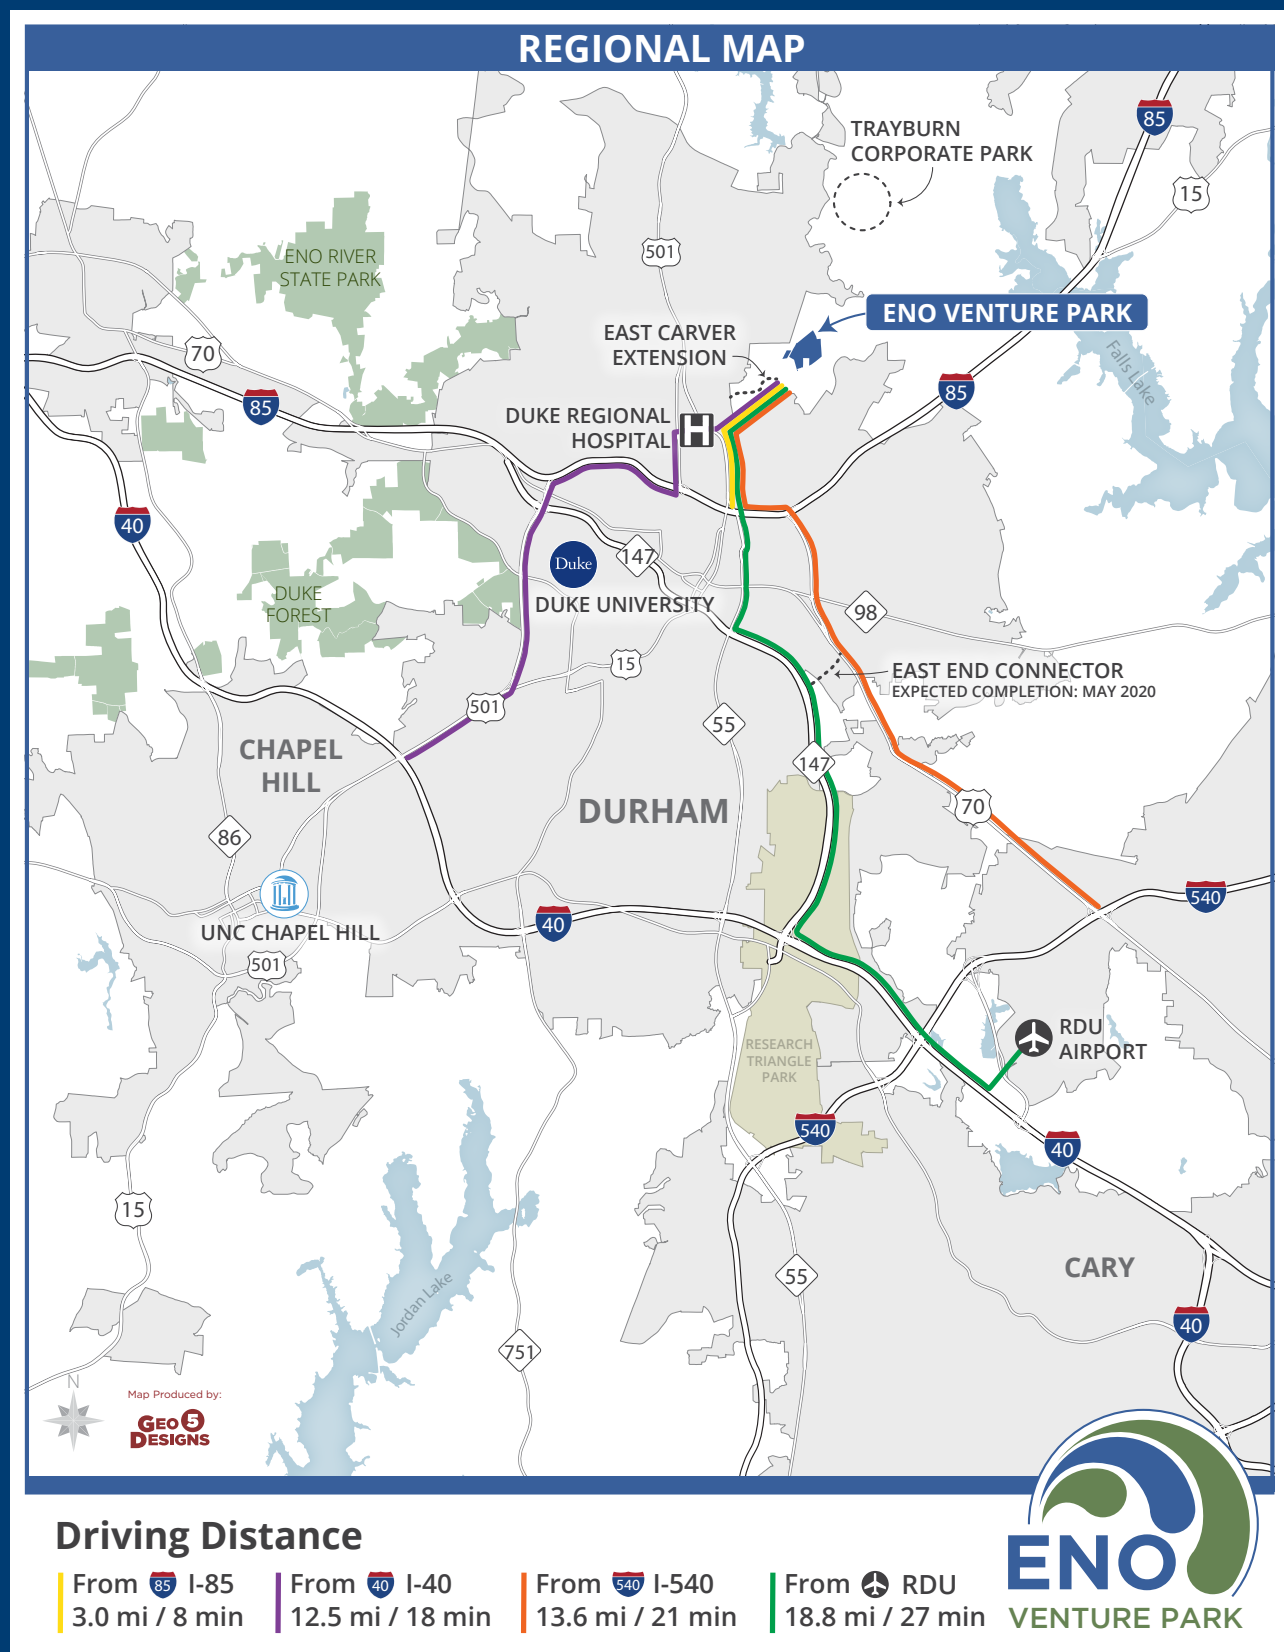 REGIONAL MAP
85
TRAYBURN
CORPORATE PARK
15
501
ENO RIVER
STATE PARK
ENO VENTURE PARK
EAST CARVER
EXTENSION
70
Falls Lake
85
85
DUKE REGIONAL
HOSPITAL
H
40
147
Duke
DUKE UNIVERSITY
DUKE
FOREST
98
15
EAST END CONNECTOR
EXPECTED COMPLETION: MAY 2020
501
55
CHAPEL
HILL
147
DURHAM
70
86
540
40
UNC CHAPEL HILL
501
RDU
AIRPORT
RESEARCH
TRIANGLE
PARK
540
40
15
CARY
55
Jordan Lake
40
751
N
Map Produced by:
GEO 5
DESIGNS
Driving Distance
From 85 I-85
3.0 mi / 8 min
From 40 I-40
12.5 mi / 18 min
From 540 I-540
13.6 mi / 21 min
From RDU
18.8 mi / 27 min
ENO
VENTURE PARK